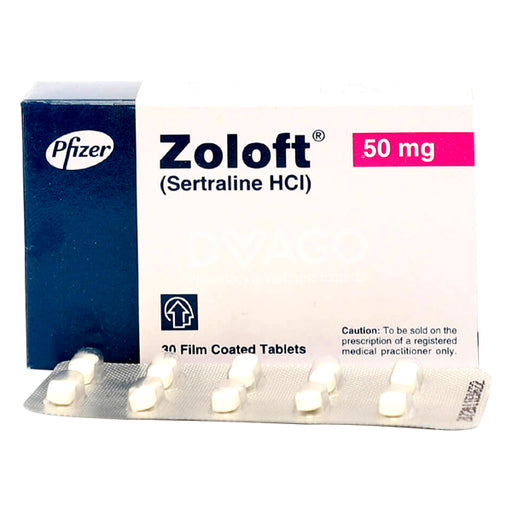 Pfizer
Zoloft®
50 mg
(Sertraline HCl)
DVAGO
30 Film Coated Tablets
Caution: To be sold on the
prescription of a registered
medical practitioner only.